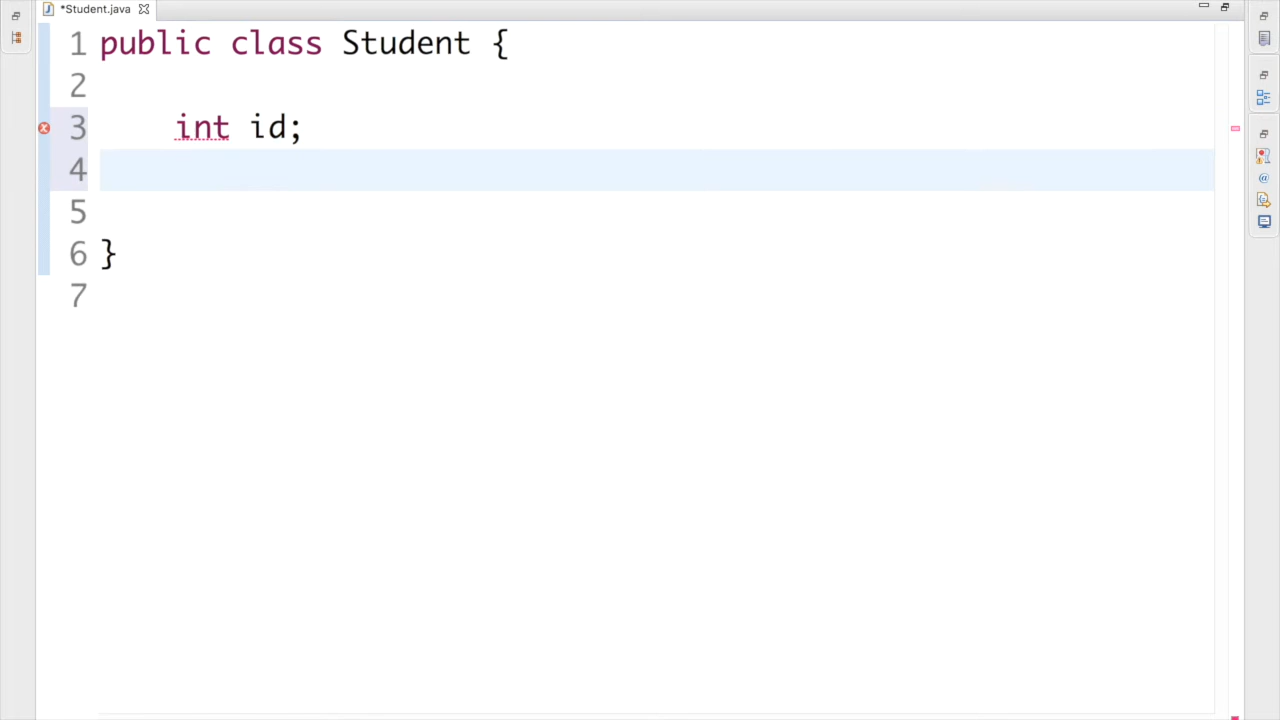 *Student.java
1 public class Student {
2
3     int id;
4
5
6 }
7